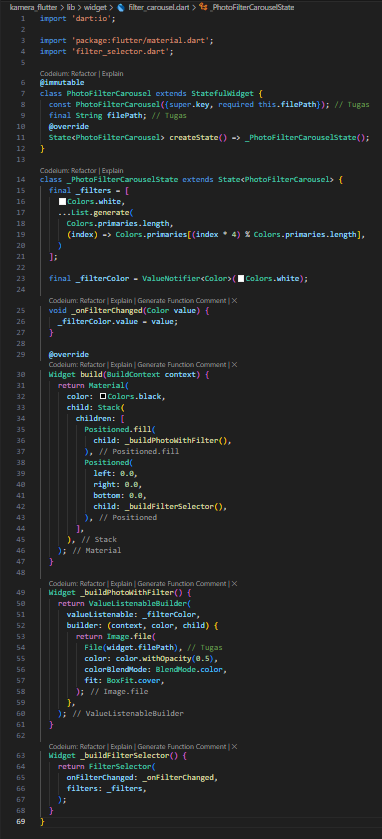 kamera_flutter > lib > widget > filter_carousel.dart > _PhotoFilterCarouselState
1 import 'dart:io';
2
3 import 'package:flutter/material.dart';
4 import 'filter_selector.dart';
5
Codeium: Refactor | Explain
6 @immutable
7 class PhotoFilterCarousel extends StatefulWidget {
8 const PhotoFilterCarousel({super.key, required this.filePath}); // Tugas
9 final String filePath; // Tugas
10 @override
11 State<PhotoFilterCarousel> createState() => _PhotoFilterCarouselState();
12 }
13
Codeium: Refactor | Explain
14 class _PhotoFilterCarouselState extends State<PhotoFilterCarousel> {
15 final _filters = [
16 Colors.white,
17 ...List.generate(
18 Colors.primaries.length,
19 (index) => Colors.primaries[(index * 4) % Colors.primaries.length],
20 )
21 ];
22
23 final _filterColor = ValueNotifier<Color>(Colors.white);
24
Codeium: Refactor | Explain | Generate Function Comment | X
25 void _onFilterChanged(Color value) {
26 _filterColor.value = value;
27 }
28
29 @override
Codeium: Refactor | Explain | Generate Function Comment | X
30 Widget build(BuildContext context) {
31 return Material(
32 color: Colors.black,
33 child: Stack(
34 children: [
35 Positioned.fill(
36 child: _buildPhotoWithFilter(),
37 ), // Positioned.fill
38 Positioned(
39 left: 0.0,
40 right: 0.0,
41 bottom: 0.0,
42 child: _buildFilterSelector(),
43 ), // Positioned
44 ],
45 ), // Stack
46 ); // Material
47 }
48
Codeium: Refactor | Explain | Generate Function Comment | X
49 Widget _buildPhotoWithFilter() {
50 return ValueListenableBuilder(
51 valueListenable: _filterColor,
52 builder: (context, color, child) {
53 return Image.file(
54 File(widget.filePath), // Tugas
55 color: color.withOpacity(0.5),
56 colorBlendMode: BlendMode.color,
57 fit: BoxFit.cover,
58 ); // Image.file
59 },
60 ); // ValueListenableBuilder
61 }
62
Codeium: Refactor | Explain | Generate Function Comment | X
63 Widget _buildFilterSelector() {
64 return FilterSelector(
65 onFilterChanged: _onFilterChanged,
66 filters: _filters,
67 );
68 }
69 }